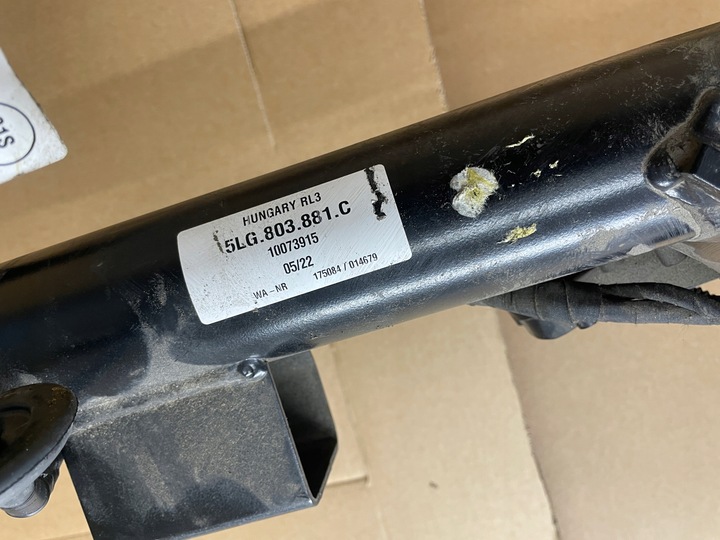 HUNGARY RL3
5LG.803.881.C
10073915
05/22
WA-NR 175084 / 014679